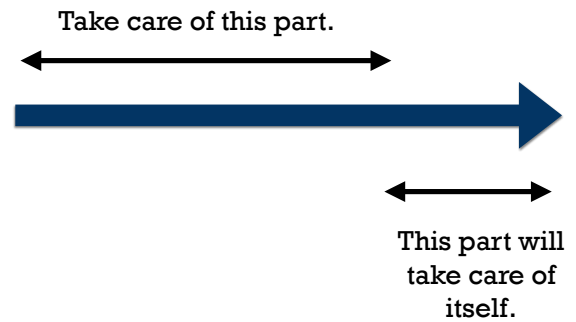 Take care of this part.
This part will
take care of
itself.